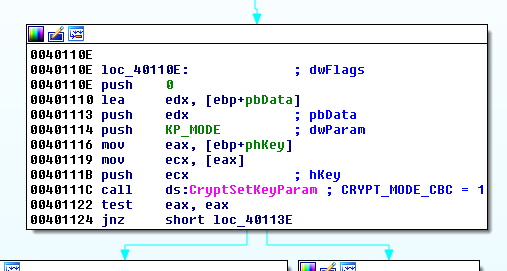 0040110E
0040110E loc_40110E: ; dwFlags
0040110E push 0
00401110 lea edx, [ebp+pbData]
00401113 push edx ; pbData
00401114 push KP_MODE ; dwParam
00401116 mov eax, [ebp+phKey]
00401119 mov ecx, [eax]
0040111B push ecx ; hKey
0040111C call ds:CryptSetKeyParam ; CRYPT_MODE_CBC = 1
00401122 test eax, eax
00401124 jnz short loc_40113E